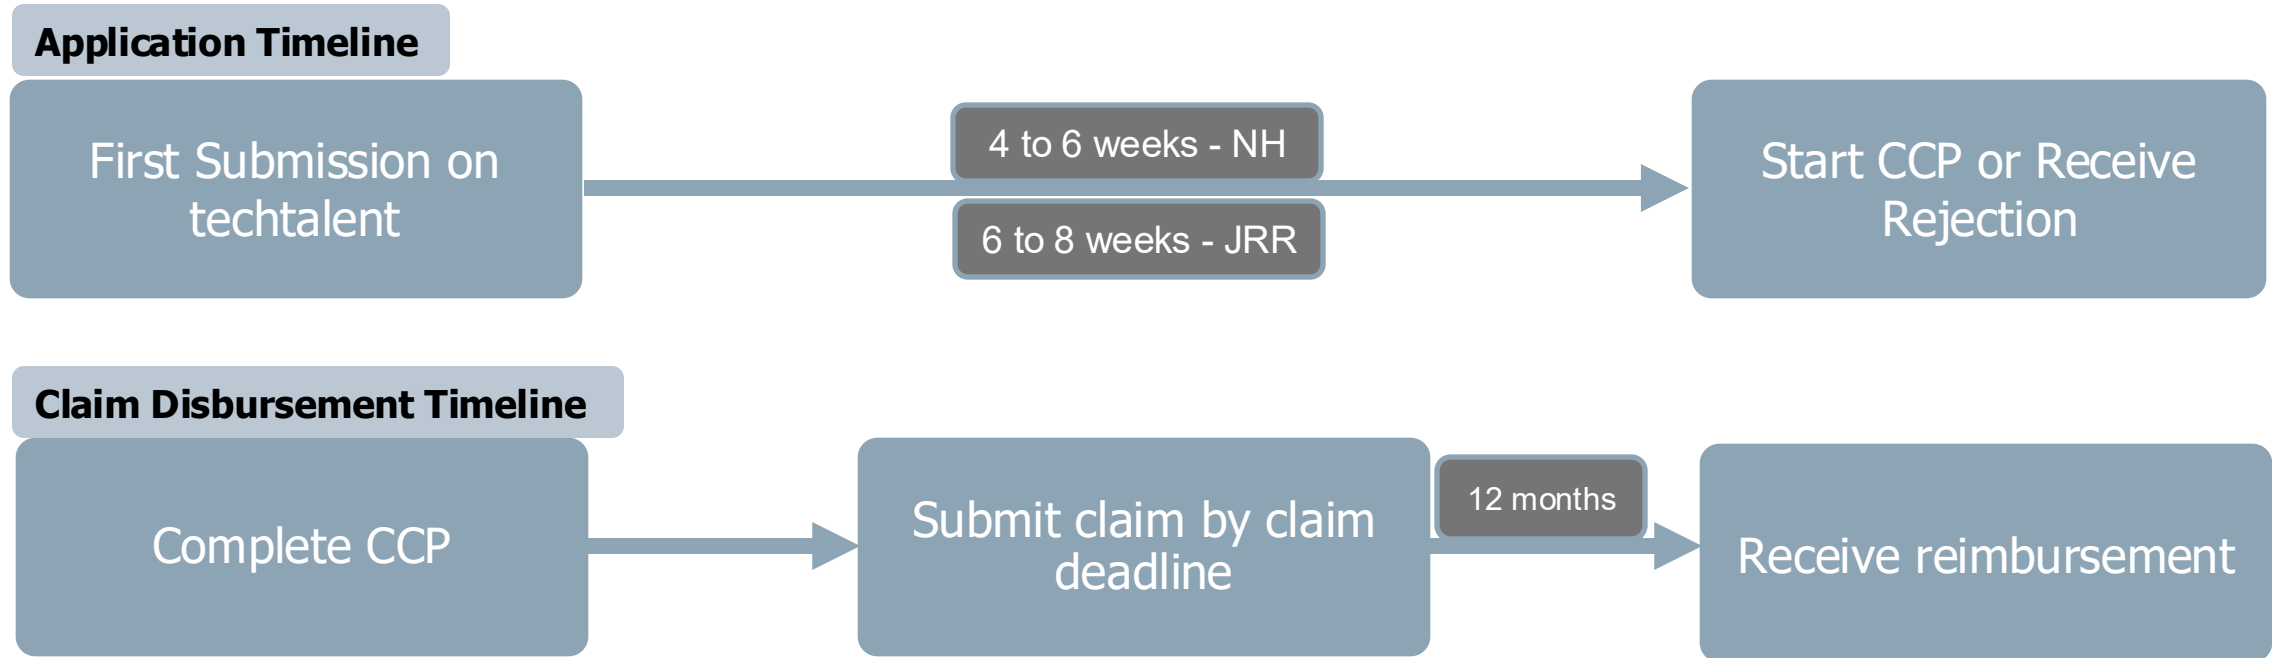 Application Timeline
First Submission on
techtalent
4 to 6 weeks - NH
6 to 8 weeks - JRR
Start CCP or Receive
Rejection
Claim Disbursement Timeline
Complete CCP
Submit claim by claim
deadline
12 months
Receive reimbursement